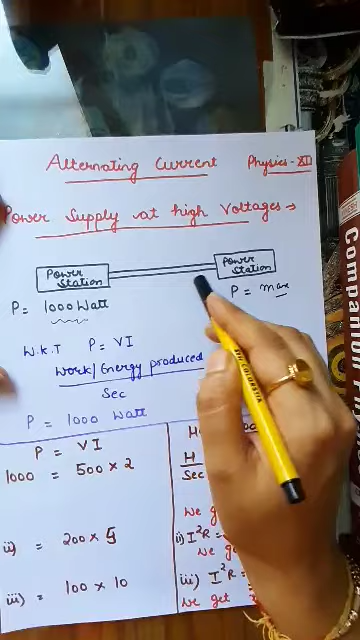 Alternating Current Physics-XII
Power Supply at high Voltages →
Power Station
Power Station
P = 1000 Watt
P = max
W.K.T P = VI
Work/Energy produced
Sec
P = 1000 Watt
P = VI
1000 = 500 × 2
ii) = 200 × 5
iii) = 100 × 10
H
H
Sec
We g
ii) I²R =
We ge
iii) I²R =
We get